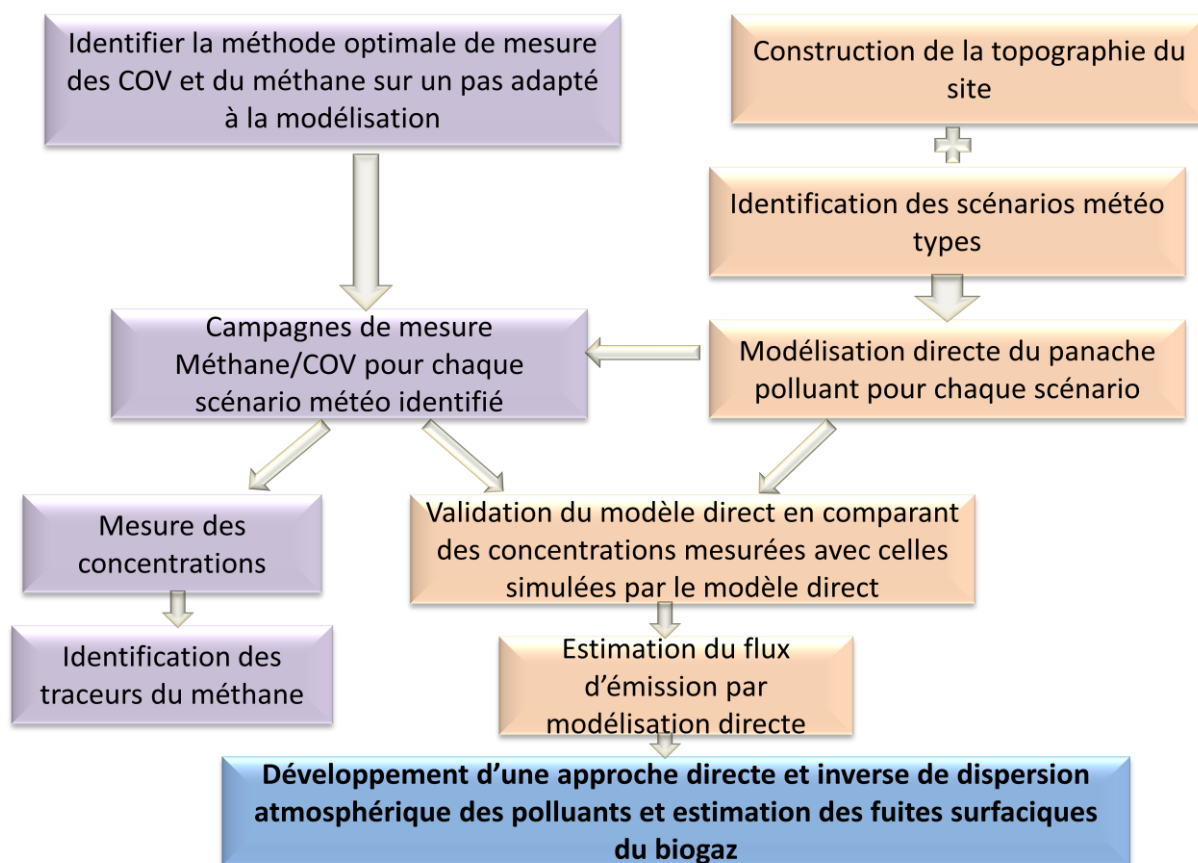 Identifier la méthode optimale de mesure
des COV et du méthane sur un pas adapté
à la modélisation
Construction de la topographie du
site
Identification des scénarios météo
types
Campagnes de mesure
Méthane/COV pour chaque
scénario météo identifié
Modélisation directe du panache
polluant pour chaque scénario
Mesure des
concentrations
Validation du modèle direct en comparant
des concentrations mesurées avec celles
simulées par le modèle direct
Identification des
traceurs du méthane
Estimation du flux
d’émission par
modélisation directe
Développement d’une approche directe et inverse de dispersion
atmosphérique des polluants et estimation des fuites surfaciques
du biogaz